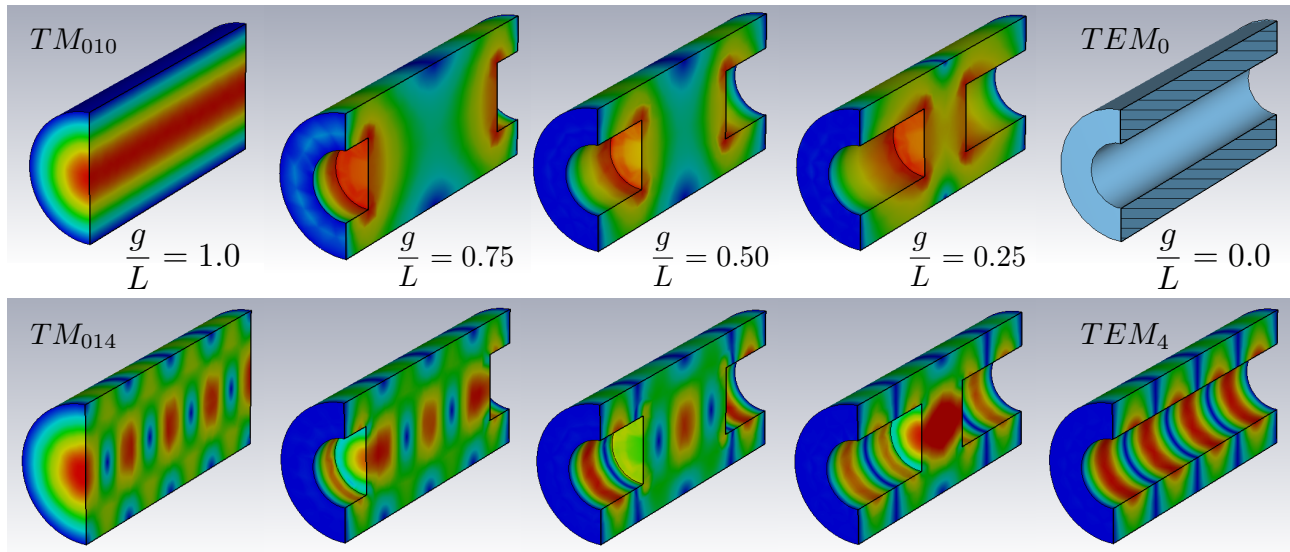 TM₀₁₀
TEM₀
g/L = 1.0
g/L = 0.75
g/L = 0.50
g/L = 0.25
g/L = 0.0
TM₀₁₄
TEM₄